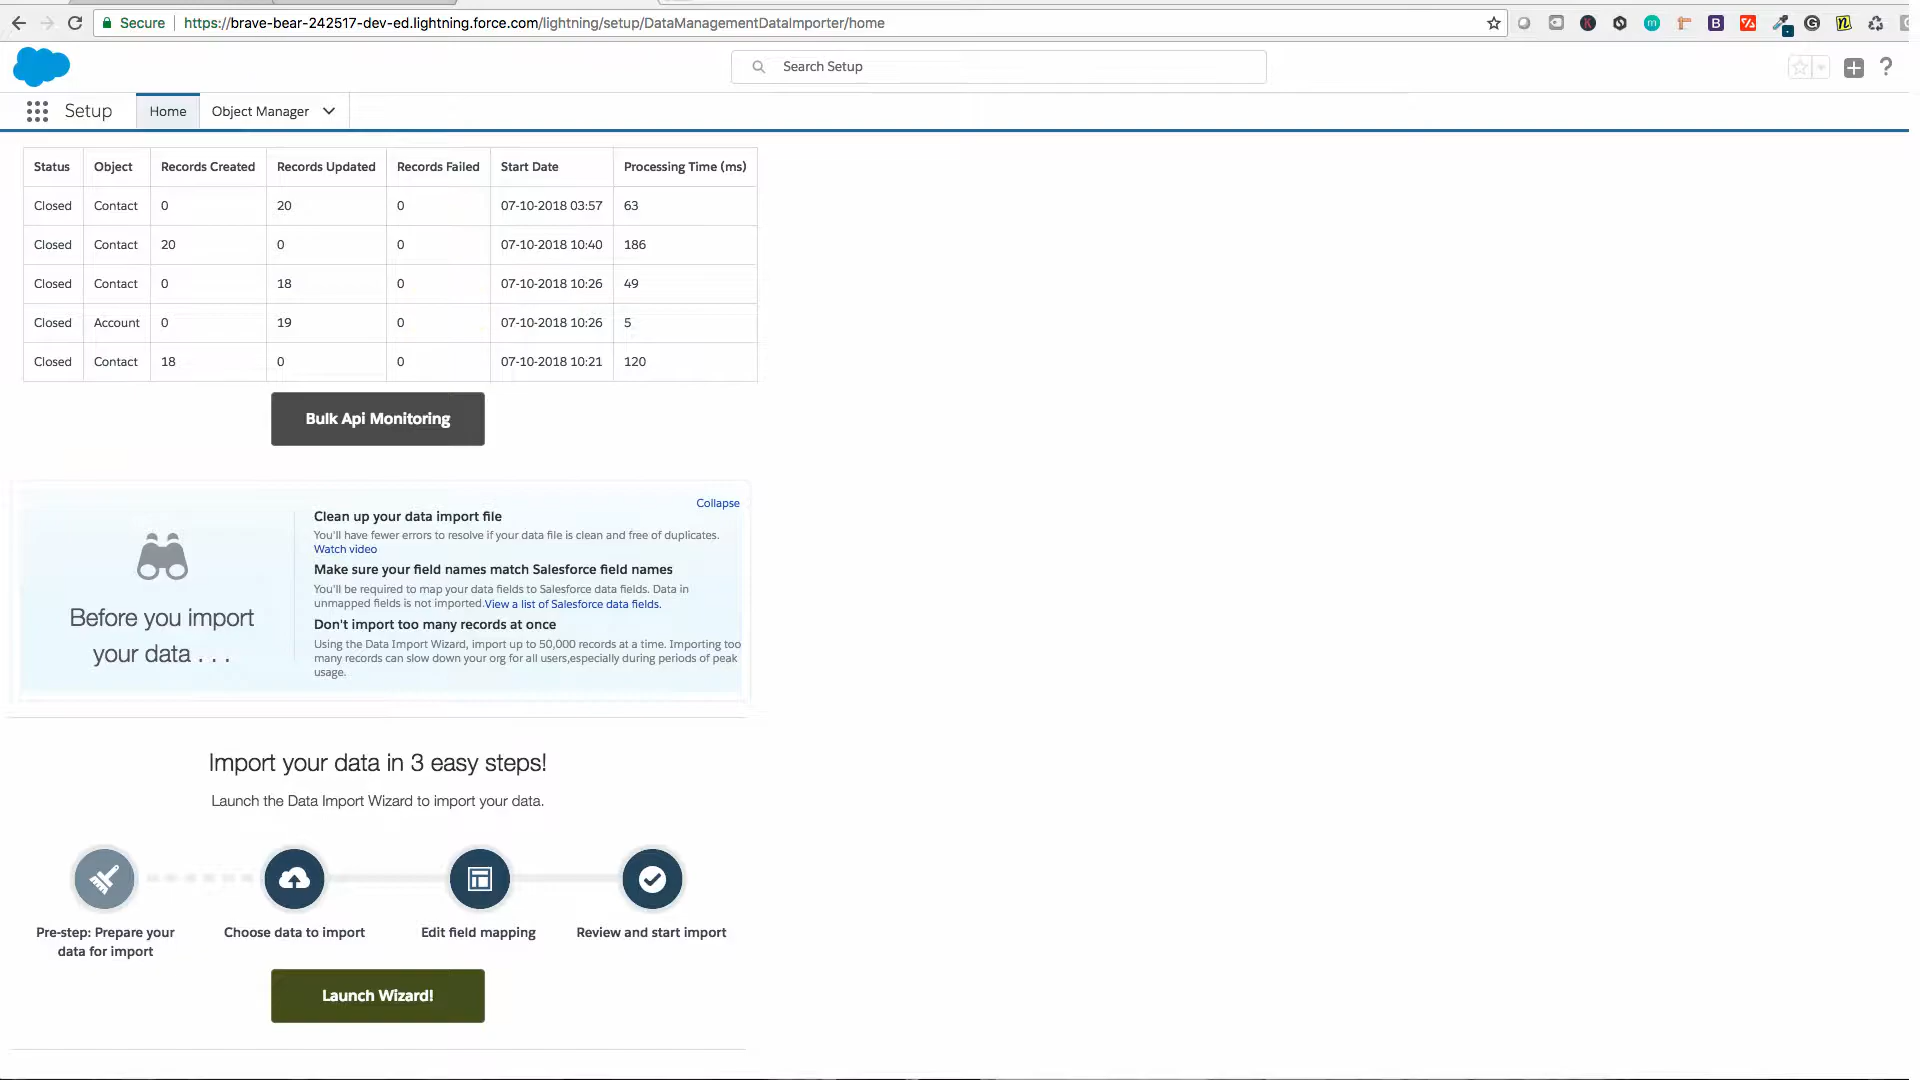 Secure https://brave-bear-242517-dev-ed.lightning.force.com/lightning/setup/DataManagementDataImporter/home
Search Setup
Setup Home Object Manager
Status Object Records Created Records Updated Records Failed Start Date Processing Time (ms)
Closed Contact 0 20 0 07-10-2018 03:57 63
Closed Contact 20 0 0 07-10-2018 10:40 186
Closed Contact 0 18 0 07-10-2018 10:26 49
Closed Account 0 19 0 07-10-2018 10:26 5
Closed Contact 18 0 0 07-10-2018 10:21 120
Bulk Api Monitoring
Collapse
Before you import
your data . . .
Clean up your data import file
You'll have fewer errors to resolve if your data file is clean and free of duplicates.
Watch video
Make sure your field names match Salesforce field names
You'll be required to map your data fields to Salesforce data fields. Data in
unmapped fields is not imported.View a list of Salesforce data fields.
Don't import too many records at once
Using the Data Import Wizard, import up to 50,000 records at a time. Importing too
many records can slow down your org for all users,especially during periods of peak
usage.
Import your data in 3 easy steps!
Launch the Data Import Wizard to import your data.
Pre-step: Prepare your
data for import
Choose data to import
Edit field mapping
Review and start import
Launch Wizard!